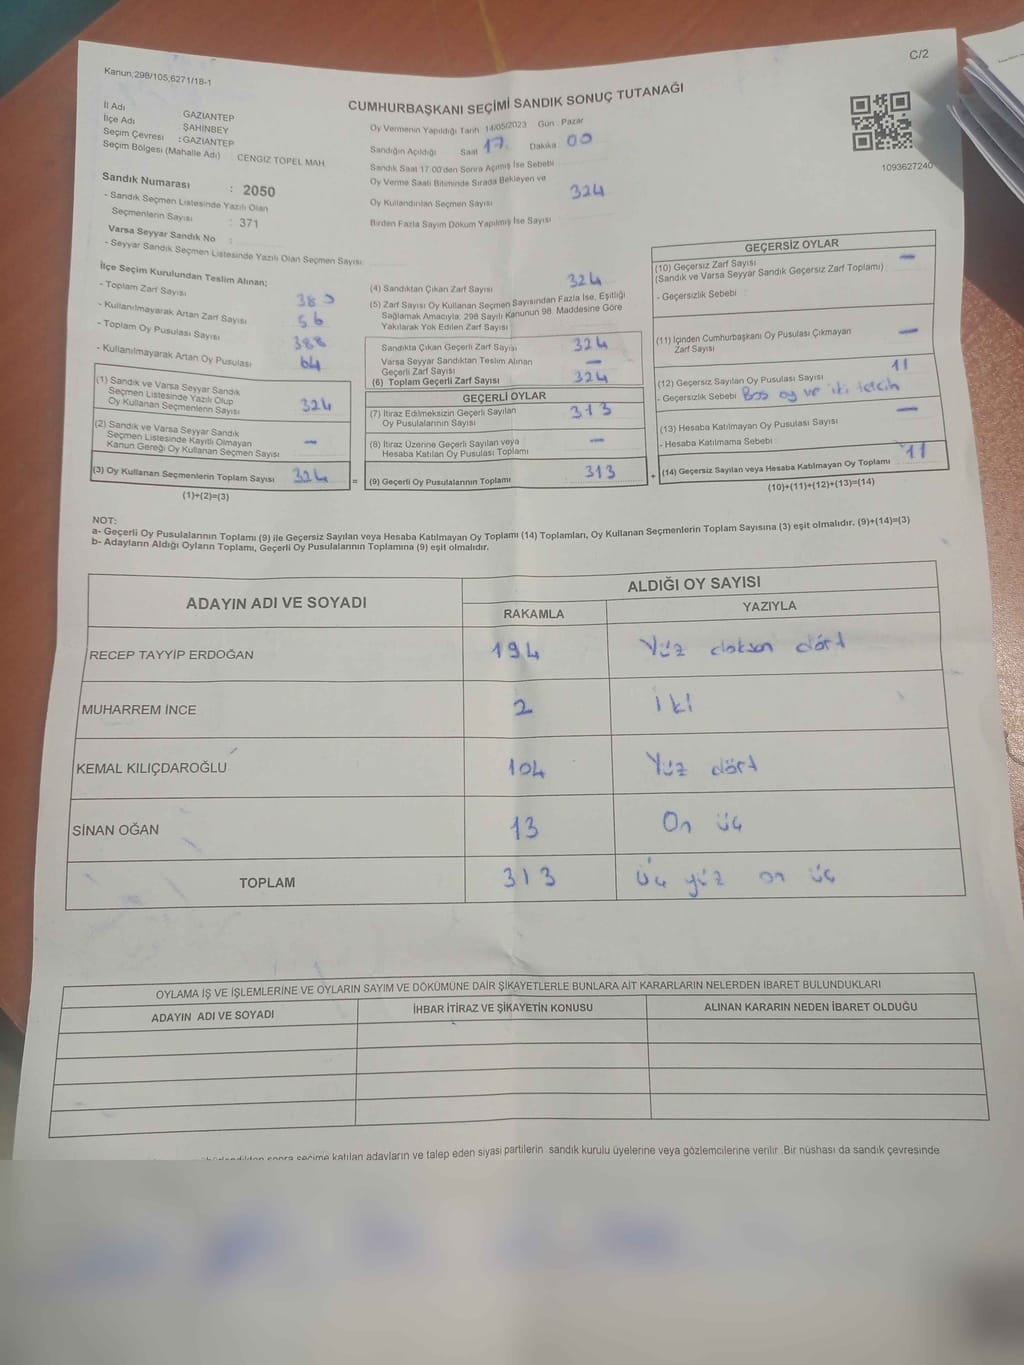 C/2
Kanun,298/105,6271/18-1
CUMHURBAŞKANI SEÇİMİ SANDIK SONUÇ TUTANAĞI
İl Adı GAZİANTEP
İlçe Adı : ŞAHİNBEY
Seçim Çevresi : GAZİANTEP
Seçim Bölgesi (Mahalle Adı) : CENGİZ TOPEL MAH.
Sandık Numarası : 2050
- Sandık Seçmen Listesinde Yazılı Olan
Seçmenlerin Sayısı : 371
Varsa Seyyar Sandık No :
- Seyyar Sandık Seçmen Listesinde Yazılı Olan Seçmen Sayısı:
Oy Vermenin Yapıldığı Tarih 14/05/2023 Gün : Pazar
Sandığın Açıldığı Saat 17. Dakika 00
Sandık Saat 17:00'den Sonra Açılmış İse Sebebi
Oy Verme Saati Bitiminde Sırada Bekleyen ve
Oy Kullandırılan Seçmen Sayısı 324
Birden Fazla Sayım Döküm Yapılmış İse Sayısı
1093627240
İlçe Seçim Kurulundan Teslim Alınan;
- Toplam Zarf Sayısı 380
- Kullanılmayarak Artan Zarf Sayısı 56
- Toplam Oy Pusulası Sayısı 388
- Kullanılmayarak Artan Oy Pusulası 64
(1) Sandık ve Varsa Seyyar Sandık
Seçmen Listesinde Yazılı Olup
Oy Kullanan Seçmenlerin Sayısı 324
(2) Sandık ve Varsa Seyyar Sandık
Seçmen Listesinde Kayıtlı Olmayan
Kanun Gereği Oy Kullanan Seçmen Sayısı –
(3) Oy Kullanan Seçmenlerin Toplam Sayısı 324
(1)+(2)=(3)
(4) Sandıktan Çıkan Zarf Sayısı 324
(5) Zarf Sayısı Oy Kullanan Seçmen Sayısından Fazla İse, Eşitliği
Sağlamak Amacıyla; 298 Sayılı Kanunun 98. Maddesine Göre
Yakılarak Yok Edilen Zarf Sayısı
Sandıkta Çıkan Geçerli Zarf Sayısı 324
Varsa Seyyar Sandıktan Teslim Alınan
Geçerli Zarf Sayısı –
(6) Toplam Geçerli Zarf Sayısı 324
GEÇERLİ OYLAR
(7) İtiraz Edilmeksizin Geçerli Sayılan
Oy Pusulalarının Sayısı 313
(8) İtiraz Üzerine Geçerli Sayılan veya
Hesaba Katılan Oy Pusulası Toplamı –
= (9) Geçerli Oy Pusulalarının Toplamı 313
GEÇERSİZ OYLAR
(10) Geçersiz Zarf Sayısı
(Sandık ve Varsa Seyyar Sandık Geçersiz Zarf Toplamı) –
- Geçersizlik Sebebi
(11) İçinden Cumhurbaşkanı Oy Pusulası Çıkmayan
Zarf Sayısı –
(12) Geçersiz Sayılan Oy Pusulası Sayısı 11
- Geçersizlik Sebebi Boş oy ve iki tercih
(13) Hesaba Katılmayan Oy Pusulası Sayısı –
- Hesaba Katılmama Sebebi
+ (14) Geçersiz Sayılan veya Hesaba Katılmayan Oy Toplamı 11
(10)+(11)+(12)+(13)=(14)
NOT:
a- Geçerli Oy Pusulalarının Toplamı (9) ile Geçersiz Sayılan veya Hesaba Katılmayan Oy Toplamı (14) Toplamları, Oy Kullanan Seçmenlerin Toplam Sayısına (3) eşit olmalıdır. (9)+(14)=(3)
b- Adayların Aldığı Oyların Toplamı, Geçerli Oy Pusulalarının Toplamına (9) eşit olmalıdır.
ADAYIN ADI VE SOYADI ALDIĞI OY SAYISI
RAKAMLA YAZIYLA
RECEP TAYYİP ERDOĞAN 194 Yüz doksan dört
MUHARREM İNCE 2 iki
KEMAL KILIÇDAROĞLU 104 Yüz dört
SİNAN OĞAN 13 On üç
TOPLAM 313 üç yüz on üç
OYLAMA İŞ VE İŞLEMLERİNE VE OYLARIN SAYIM VE DÖKÜMÜNE DAİR ŞİKAYETLERLE BUNLARA AİT KARARLARIN NELERDEN İBARET BULUNDUKLARI
ADAYIN ADI VE SOYADI İHBAR İTİRAZ VE ŞİKAYETİN KONUSU ALINAN KARARIN NEDEN İBARET OLDUĞU
sonra seçime katılan adayların ve talep eden siyasi partilerin sandık kurulu üyelerine veya gözlemcilerine verilir. Bir nüshası da sandık çevresinde